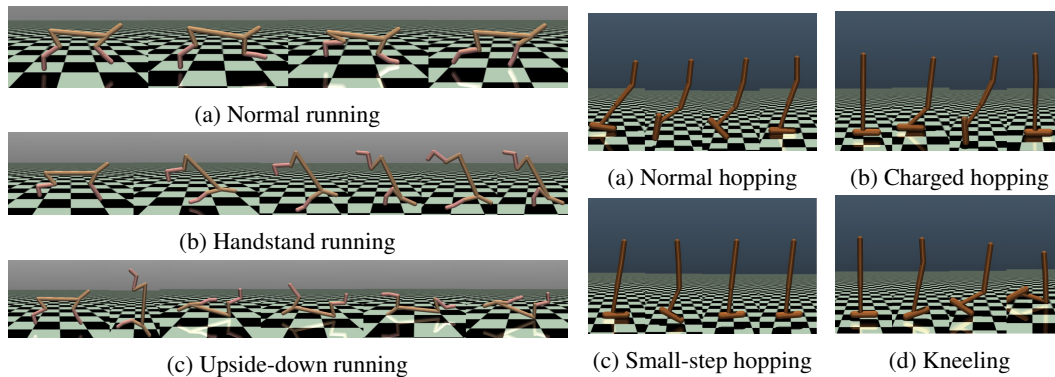 (a) Normal running
(b) Handstand running
(c) Upside-down running
(a) Normal hopping
(b) Charged hopping
(c) Small-step hopping
(d) Kneeling